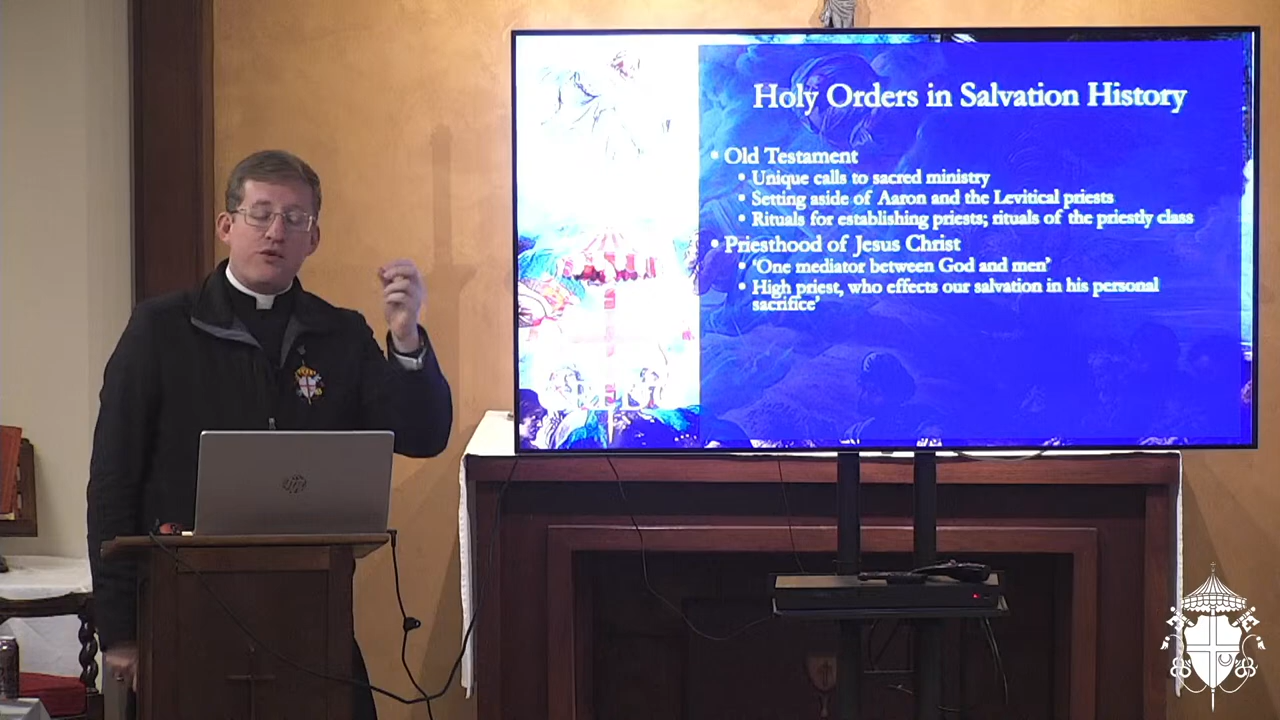 Holy Orders in Salvation History
• Old Testament
• Unique calls to sacred ministry
• Setting aside of Aaron and the Levitical priests
• Rituals for establishing priests; rituals of the priestly class
• Priesthood of Jesus Christ
• 'One mediator between God and men'
• High priest, who effects our salvation in his personal
sacrifice'
hp